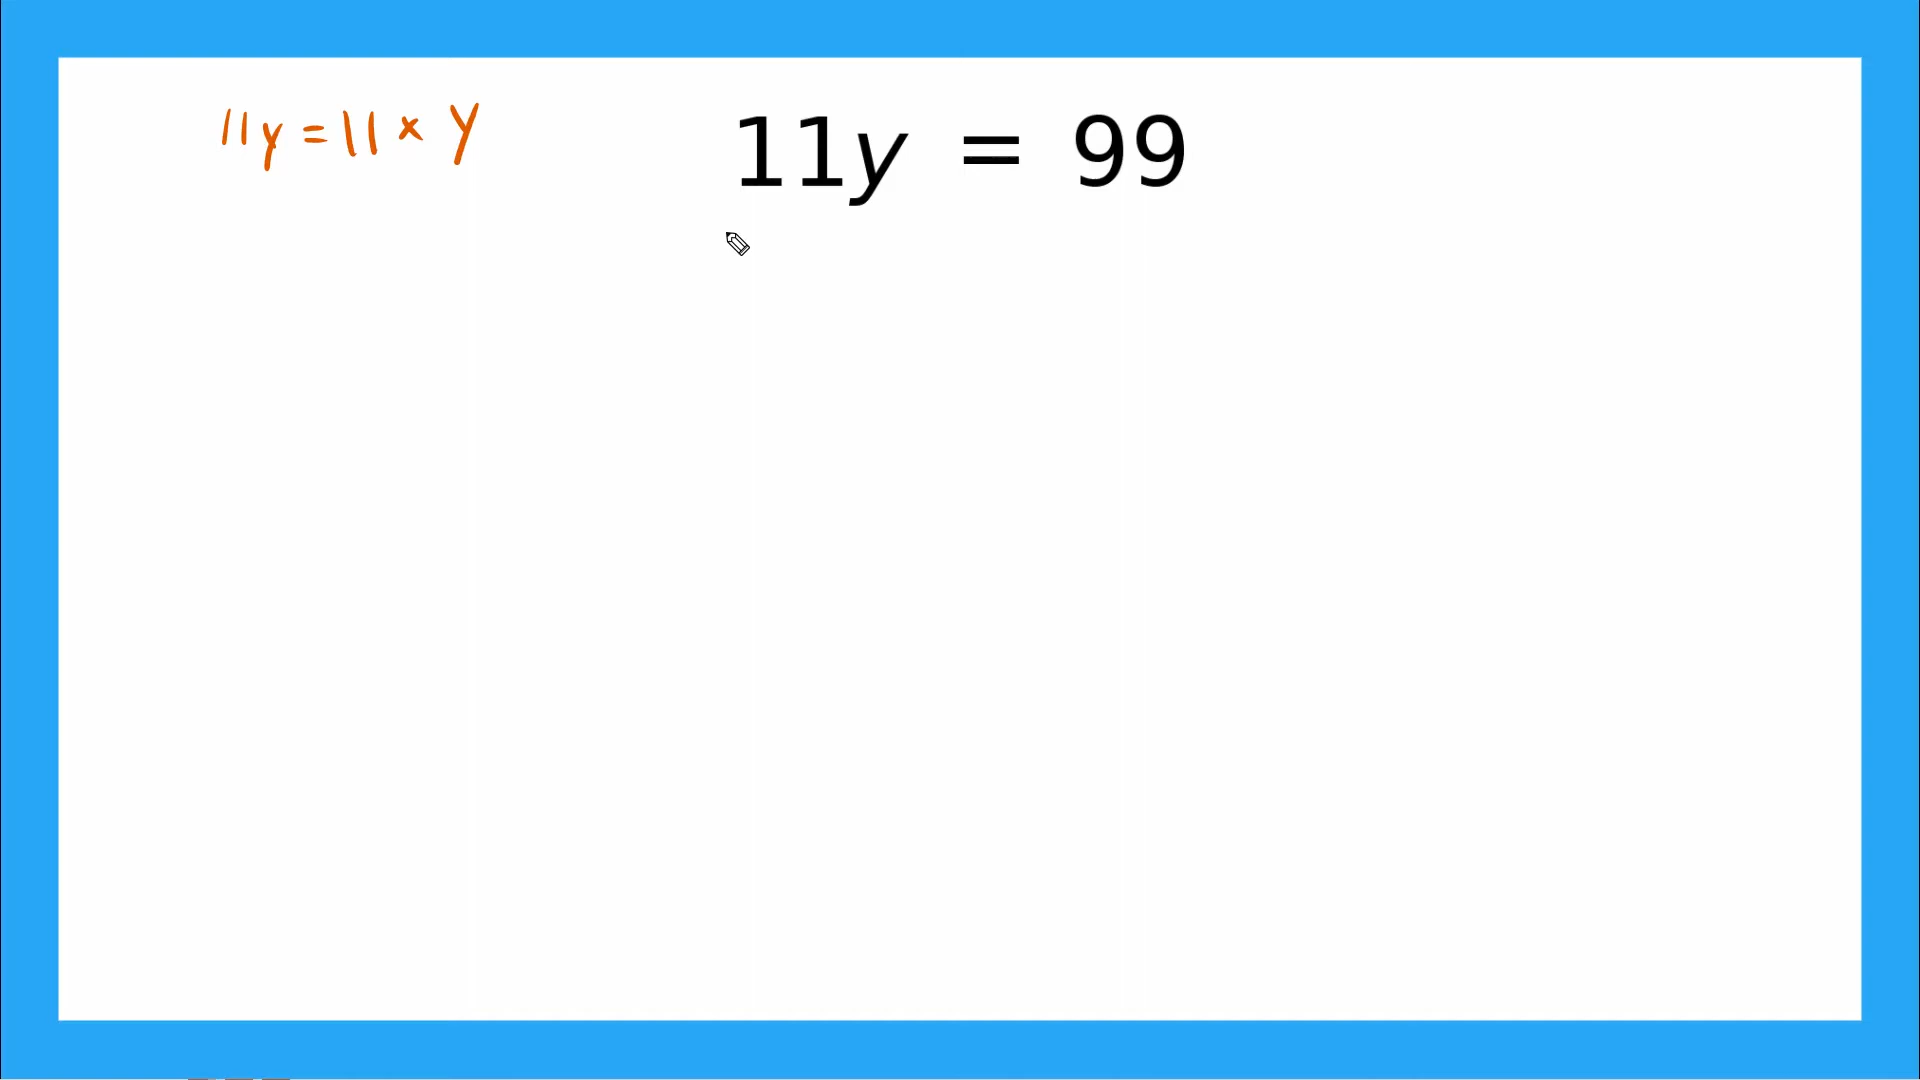 11y = 11 × y
11y = 99